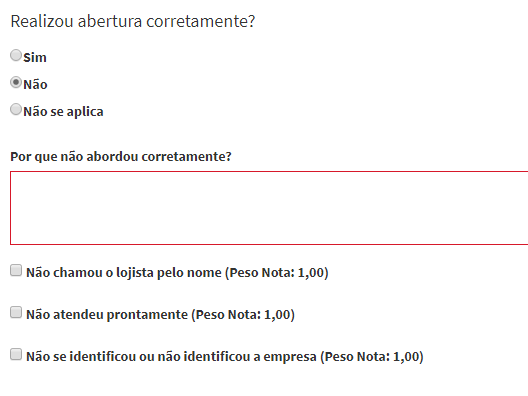 Realizou abertura corretamente?
Sim
Não
Não se aplica
Por que não abordou corretamente?
Não chamou o lojista pelo nome (Peso Nota: 1,00)
Não atendeu prontamente (Peso Nota: 1,00)
Não se identificou ou não identificou a empresa (Peso Nota: 1,00)